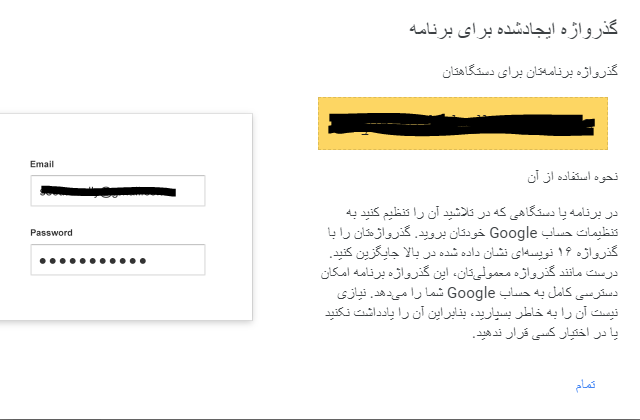 گذرواژه ایجادشده برای برنامه
گذرواژه برنامه‌تان برای دستگاهتان
نحوه استفاده از آن
در برنامه یا دستگاهی که در تلاشید آن را تنظیم کنید به
تنظیمات حساب Google خودتان بروید. گذرواژه‌تان را با
گذرواژه ۱۶ نویسه‌ای نشان داده شده در بالا جایگزین کنید.
درست مانند گذرواژه معمولی‌تان، این گذرواژه برنامه امکان
دسترسی کامل به حساب Google شما را می‌دهد. نیازی
نیست آن را به خاطر بسپارید، بنابراین آن را یادداشت نکنید
یا در اختیار کسی قرار ندهید.
تمام
Email
Password